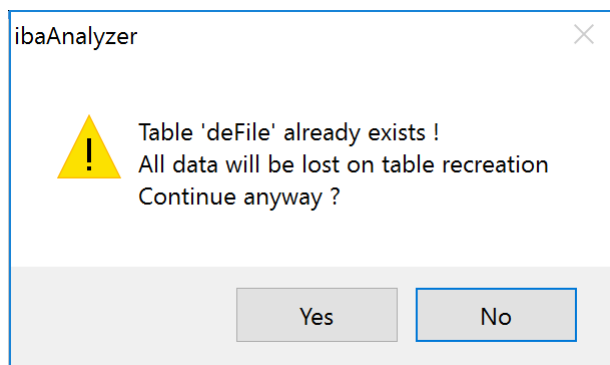 ibaAnalyzer
Table 'deFile' already exists !
All data will be lost on table recreation
Continue anyway ?
Yes
No